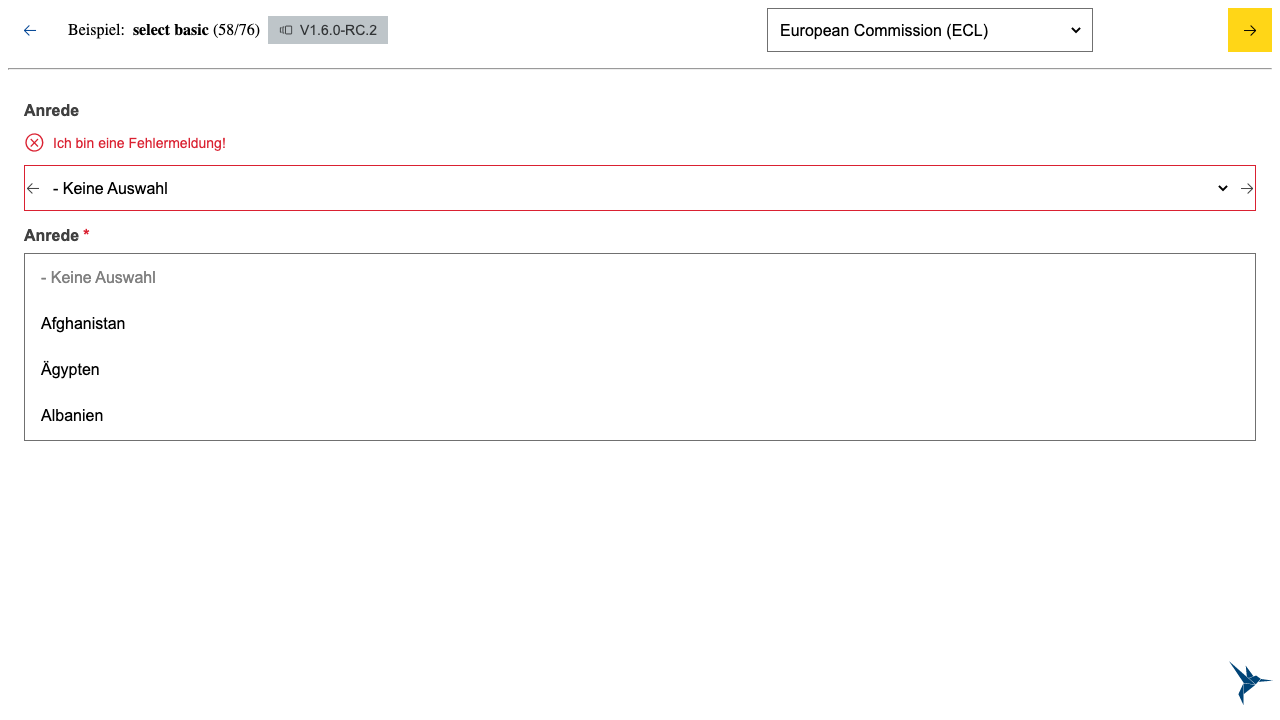 Beispiel: select basic (58/76) V1.6.0-RC.2 European Commission (ECL)
Anrede
Ich bin eine Fehlermeldung!
- Keine Auswahl
Anrede *
- Keine Auswahl
Afghanistan
Ägypten
Albanien